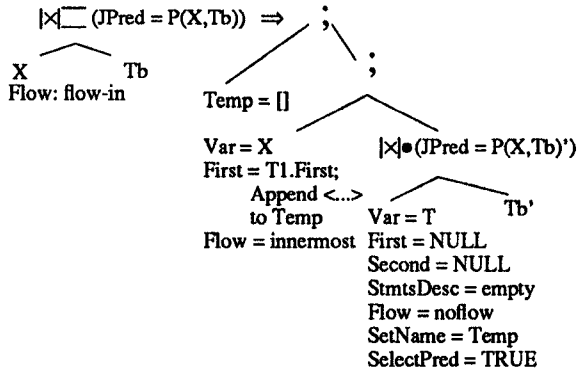 |×|⎺⎽ (JPred = P(X,Tb)) ⇒ ;
X Tb
Flow: flow-in
;
Temp = []
Var = X
First = T1.First;
Append <...>
to Temp
Flow = innermost
|×|●(JPred = P(X,Tb)')
Var = T
First = NULL
Second = NULL
StmtsDesc = empty
Flow = noflow
SetName = Temp
SelectPred = TRUE
Tb'